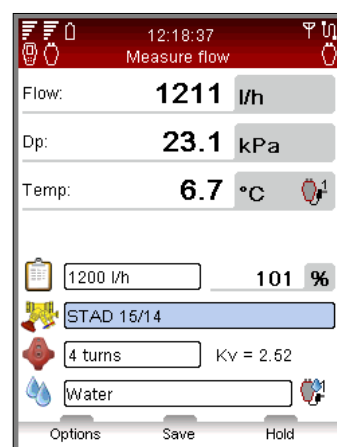 12:18:37
Measure flow
Flow: 1211 l/h
Dp: 23.1 kPa
Temp: 6.7 °C 1
1200 l/h 101 %
STAD 15/14
4 turns Kv = 2.52
Water 1
Options Save Hold